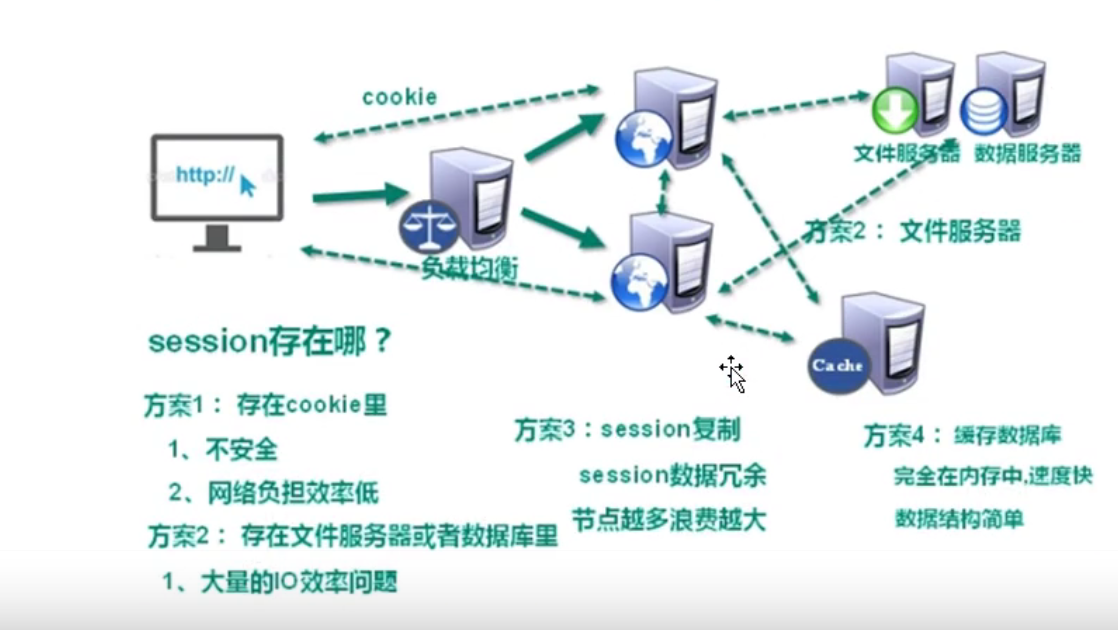 cookie
http://
文件服务器
数据服务器
负载均衡
方案2： 文件服务器
Cache
session存在哪？
方案1： 存在cookie里
1、不安全
2、网络负担效率低
方案2： 存在文件服务器或者数据库里
1、大量的IO效率问题
方案3：session复制
session数据冗余
节点越多浪费越大
方案4： 缓存数据库
完全在内存中,速度快
数据结构简单